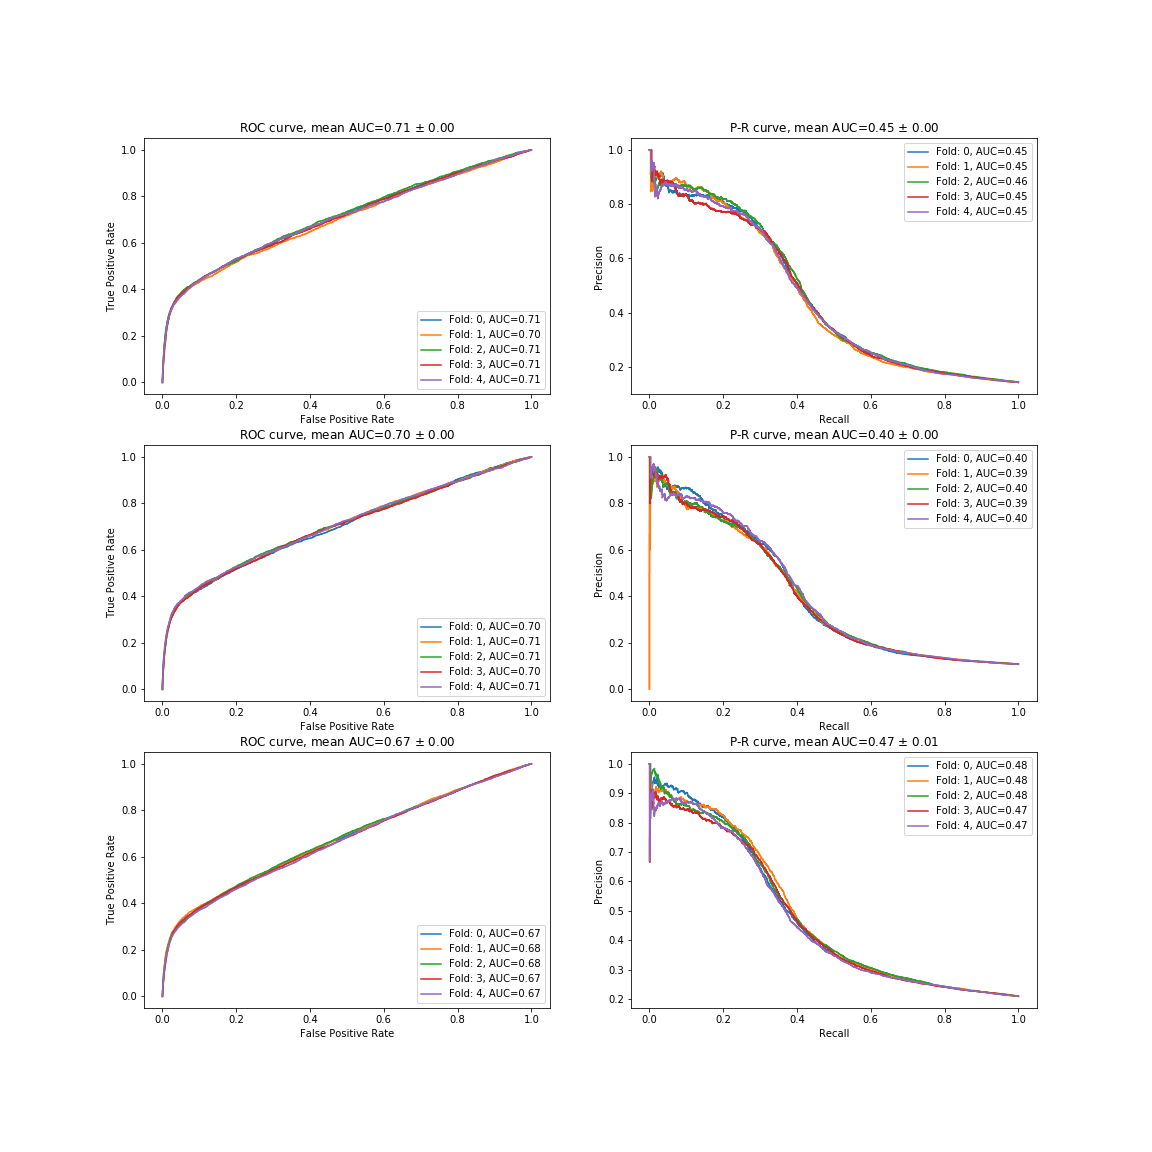 ROC curve, mean AUC=0.71 ± 0.00
1.0
0.8
0.6
0.4
0.2
0.0
True Positive Rate
Fold: 0, AUC=0.71
Fold: 1, AUC=0.70
Fold: 2, AUC=0.71
Fold: 3, AUC=0.71
Fold: 4, AUC=0.71
0.0 0.2 0.4 0.6 0.8 1.0
False Positive Rate
P-R curve, mean AUC=0.45 ± 0.00
1.0
0.8
0.6
0.4
0.2
Precision
Fold: 0, AUC=0.45
Fold: 1, AUC=0.45
Fold: 2, AUC=0.46
Fold: 3, AUC=0.45
Fold: 4, AUC=0.45
0.0 0.2 0.4 0.6 0.8 1.0
Recall
ROC curve, mean AUC=0.70 ± 0.00
1.0
0.8
0.6
0.4
0.2
0.0
True Positive Rate
Fold: 0, AUC=0.70
Fold: 1, AUC=0.71
Fold: 2, AUC=0.71
Fold: 3, AUC=0.70
Fold: 4, AUC=0.71
0.0 0.2 0.4 0.6 0.8 1.0
False Positive Rate
P-R curve, mean AUC=0.40 ± 0.00
1.0
0.8
0.6
0.4
0.2
0.0
Precision
Fold: 0, AUC=0.40
Fold: 1, AUC=0.39
Fold: 2, AUC=0.40
Fold: 3, AUC=0.39
Fold: 4, AUC=0.40
0.0 0.2 0.4 0.6 0.8 1.0
Recall
ROC curve, mean AUC=0.67 ± 0.00
1.0
0.8
0.6
0.4
0.2
0.0
True Positive Rate
Fold: 0, AUC=0.67
Fold: 1, AUC=0.68
Fold: 2, AUC=0.68
Fold: 3, AUC=0.67
Fold: 4, AUC=0.67
0.0 0.2 0.4 0.6 0.8 1.0
False Positive Rate
P-R curve, mean AUC=0.47 ± 0.01
1.0
0.9
0.8
0.7
0.6
0.5
0.4
0.3
0.2
Precision
Fold: 0, AUC=0.48
Fold: 1, AUC=0.48
Fold: 2, AUC=0.48
Fold: 3, AUC=0.47
Fold: 4, AUC=0.47
0.0 0.2 0.4 0.6 0.8 1.0
Recall